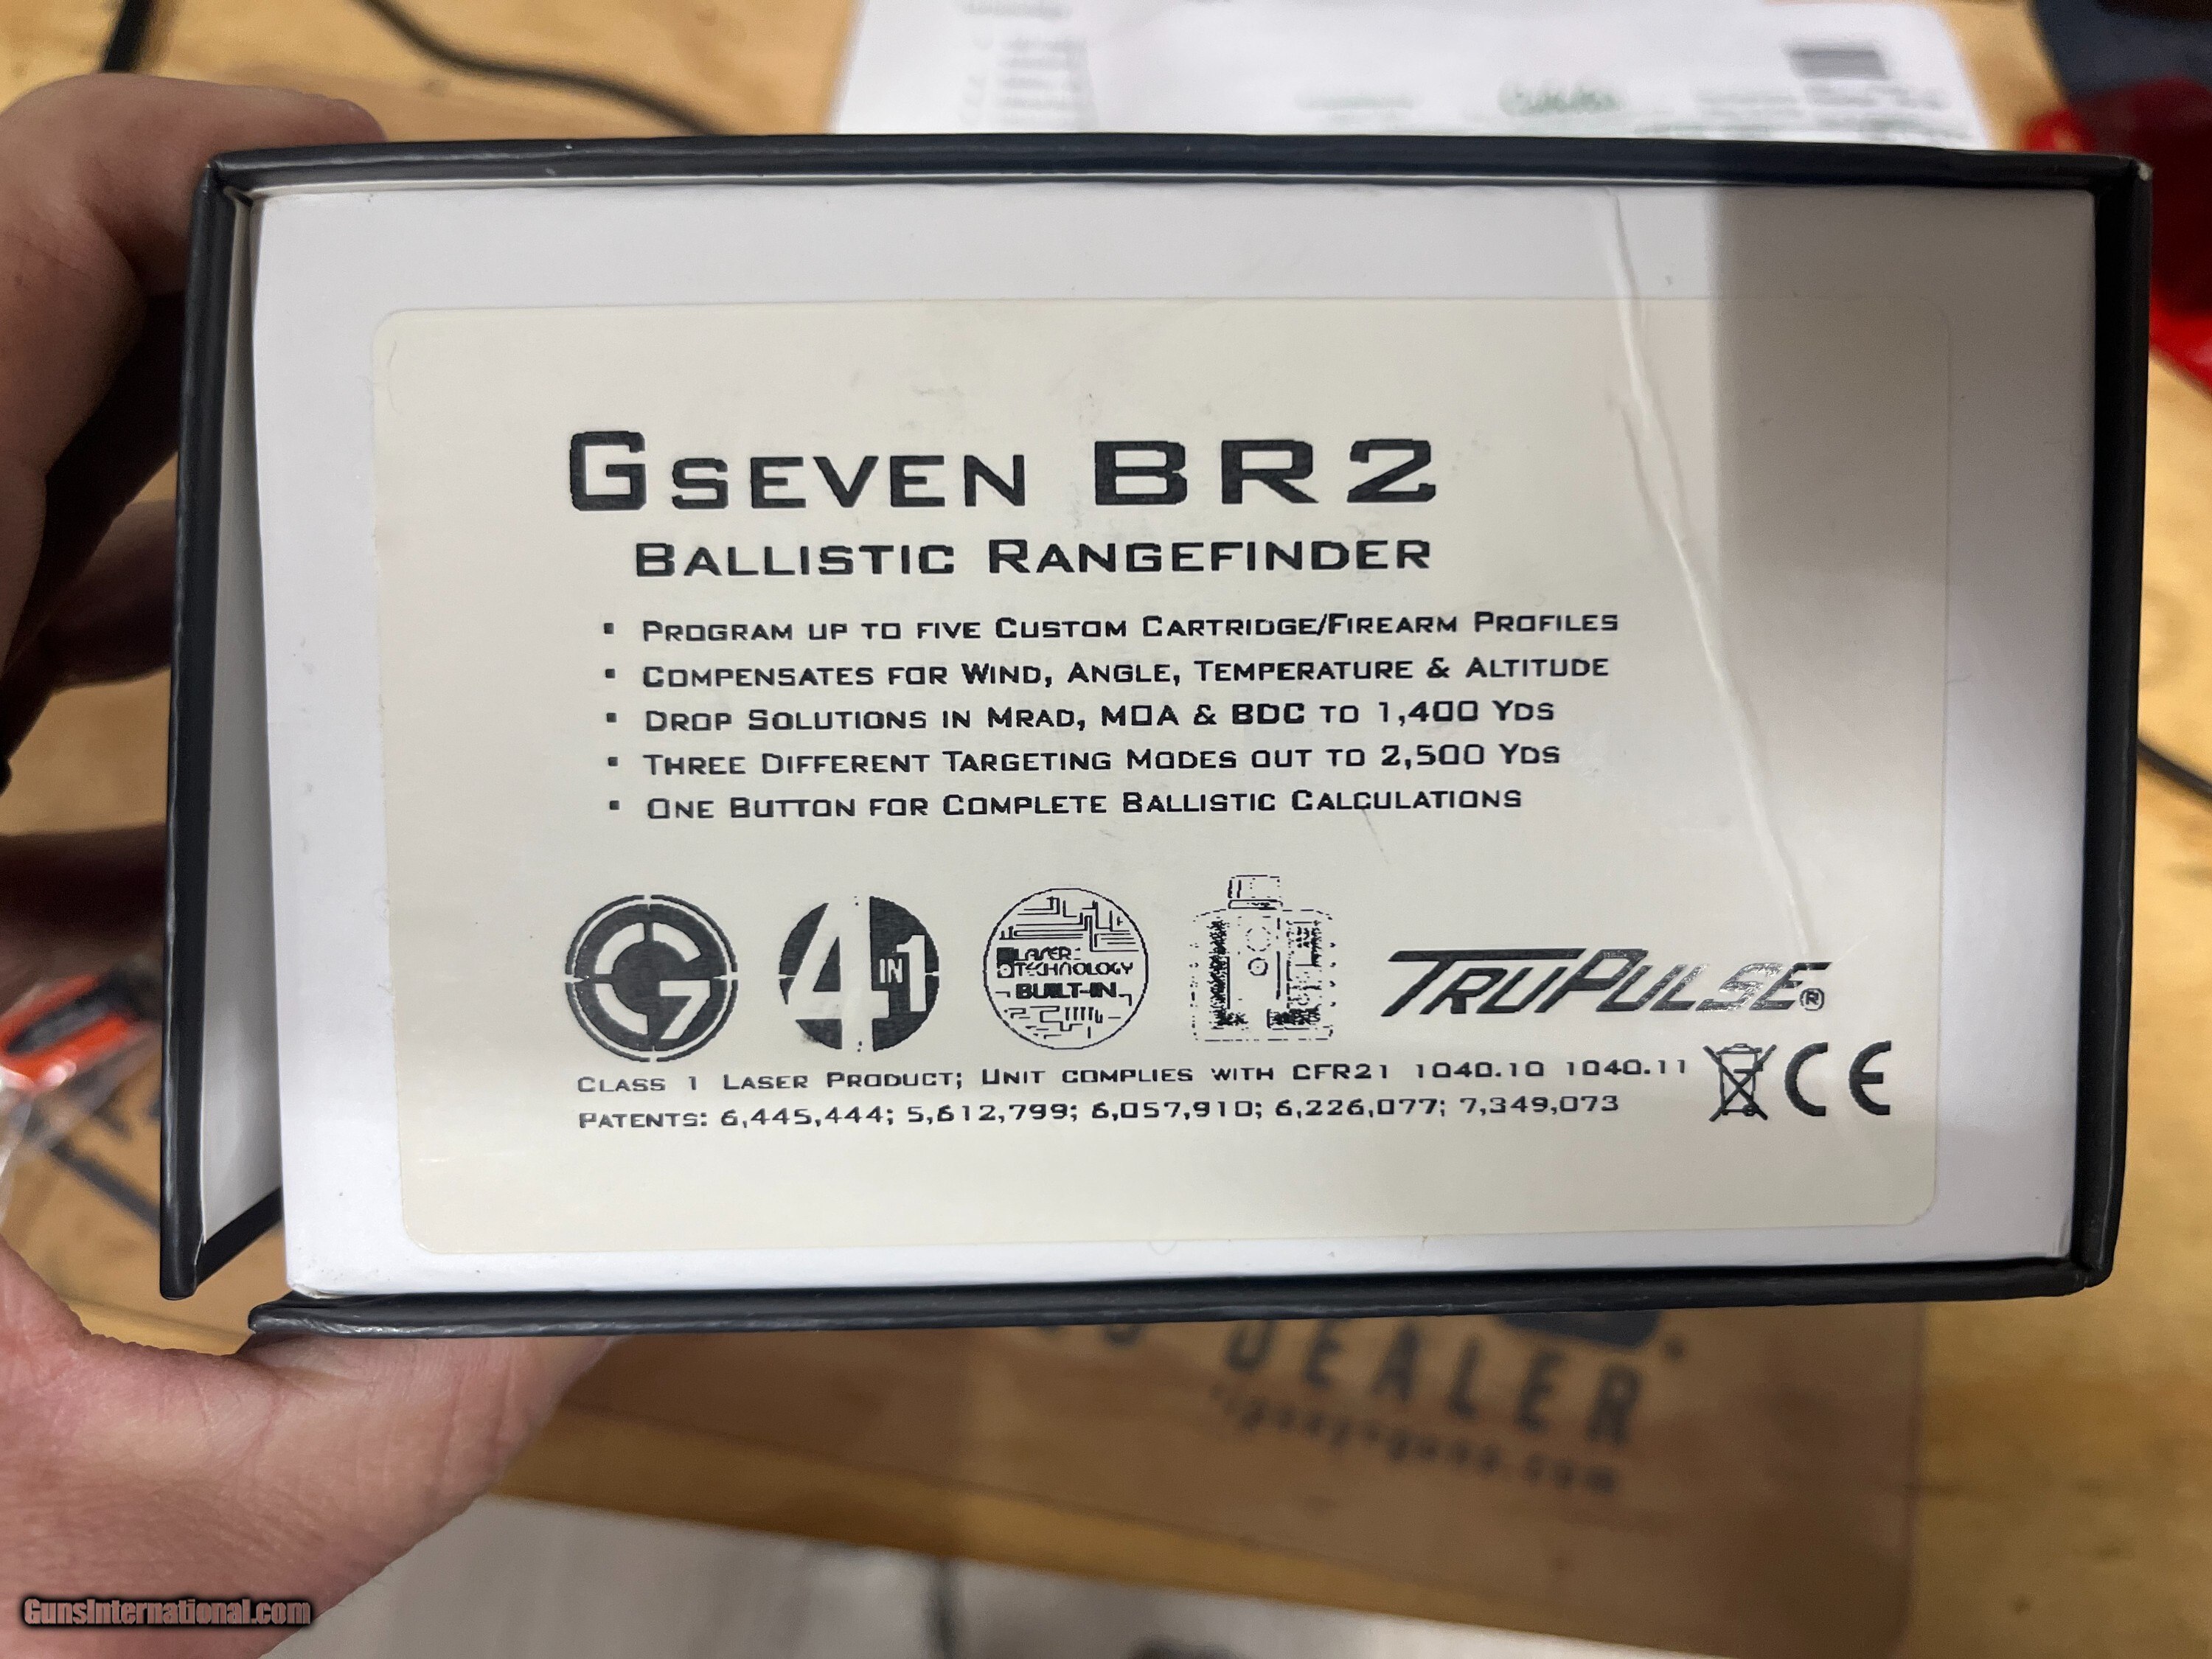 GSEVEN BR2
BALLISTIC RANGEFINDER
▪ PROGRAM UP TO FIVE CUSTOM CARTRIDGE/FIREARM PROFILES
▪ COMPENSATES FOR WIND, ANGLE, TEMPERATURE & ALTITUDE
▪ DROP SOLUTIONS IN MRAD, MOA & BDC TO 1,400 YDS
▪ THREE DIFFERENT TARGETING MODES OUT TO 2,500 YDS
▪ ONE BUTTON FOR COMPLETE BALLISTIC CALCULATIONS
G7
4 IN 1
LASER
TECHNOLOGY
BUILT-IN
TRUPULSE®
CLASS 1 LASER PRODUCT; UNIT COMPLIES WITH CFR21 1040.10 1040.11
CE
PATENTS: 6,445,444; 5,612,799; 6,057,910; 6,226,077; 7,349,073
DEALER
GunsInternational.com